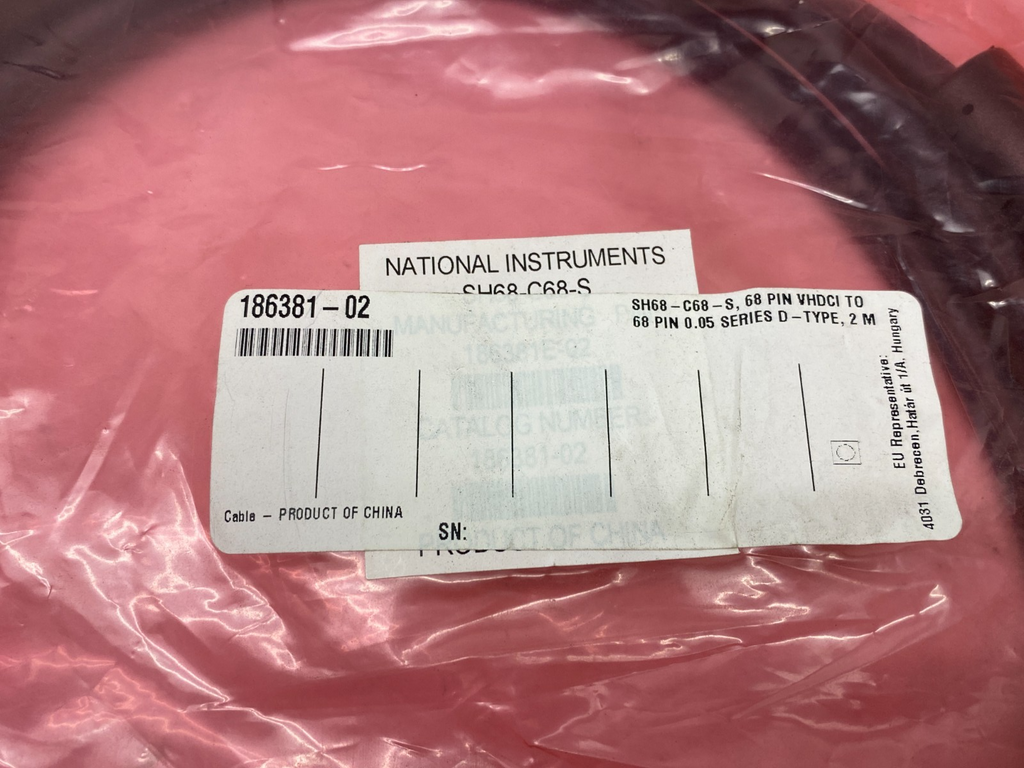 NATIONAL INSTRUMENTS
SH68-C68-S
186381-02
SH68-C68-S, 68 PIN VHDCI TO
68 PIN 0.05 SERIES D-TYPE, 2 M
MANUFACTURING P
186381E-02
CATALOG NUMBER
186381-02
EU Representative:
4031 Debrecen,Határ út 1/A, Hungary
Cable - PRODUCT OF CHINA
SN:
PRODUCT OF CHINA